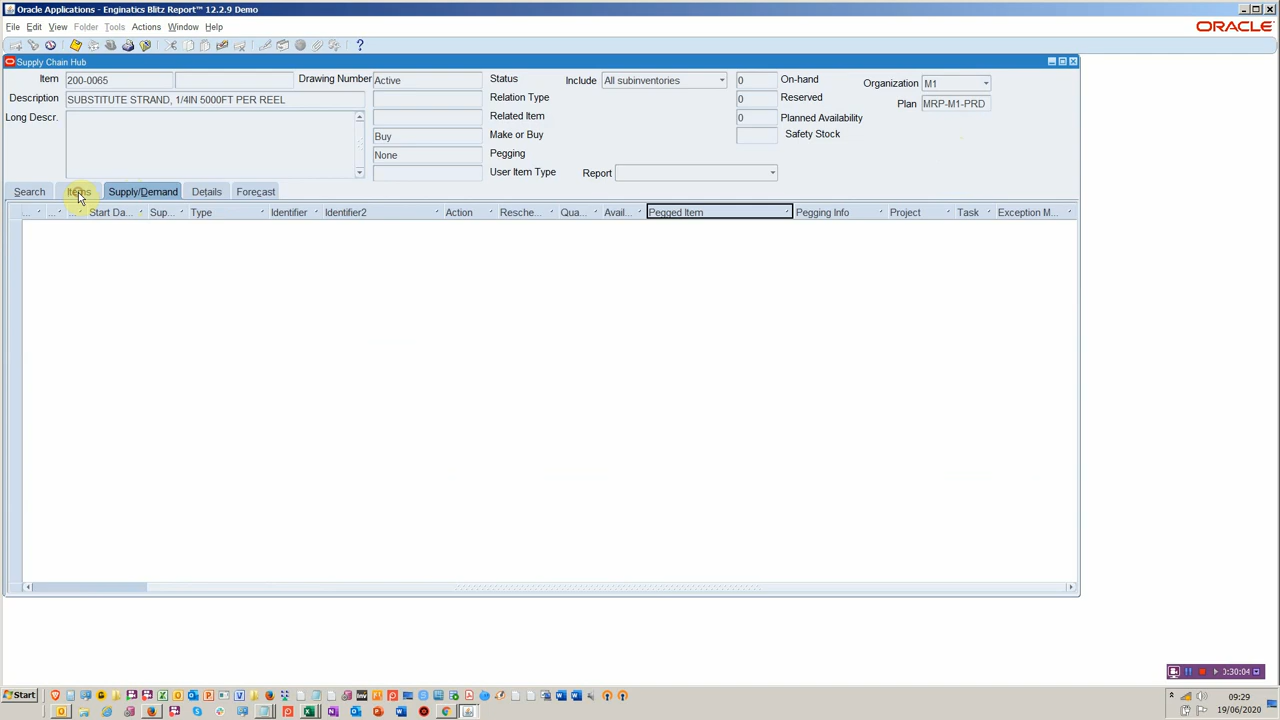 Oracle Applications - Enginatics Blitz Report™ 12.2.9 Demo
File Edit View Folder Tools Actions Window Help
ORACLE
Supply Chain Hub
Item 200-0065 Drawing Number Active Status Include All subinventories 0 On-hand Organization M1
Description SUBSTITUTE STRAND, 1/4IN 5000FT PER REEL Relation Type 0 Reserved Plan MRP-M1-PRD
Long Descr. Related Item 0 Planned Availability
Buy Make or Buy Safety Stock
None Pegging
User Item Type Report
Search Items Supply/Demand Details Forecast
... ... ... Start Da... Sup... Type Identifier Identifier2 Action Resche... Qua... Avail... Pegged Item Pegging Info Project Task Exception M...
0:30:04
Start 09:29
19/06/2020